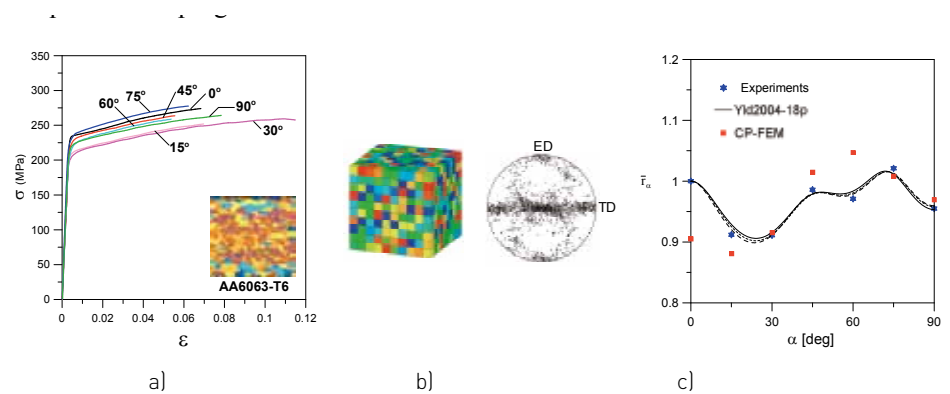 350
300
250
200
150
100
50
0
σ (MPa)
60° 75° 45° 0°
90°
30°
15°
AA6063-T6
0 0.02 0.04 0.06 0.08 0.1 0.12
ε
a)
ED
TD
b)
1.2
1.1
1
0.9
0.8
Experiments
Yld2004-18p
CP-FEM
0 30 60 90
α [deg]
c)